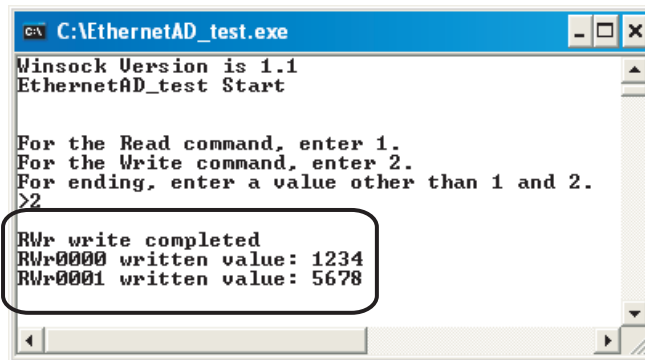 C:\EthernetAD_test.exe
Winsock Version is 1.1
EthernetAD_test Start
For the Read command, enter 1.
For the Write command, enter 2.
For ending, enter a value other than 1 and 2.
>2
RWr write completed
RWr0000 written value: 1234
RWr0001 written value: 5678